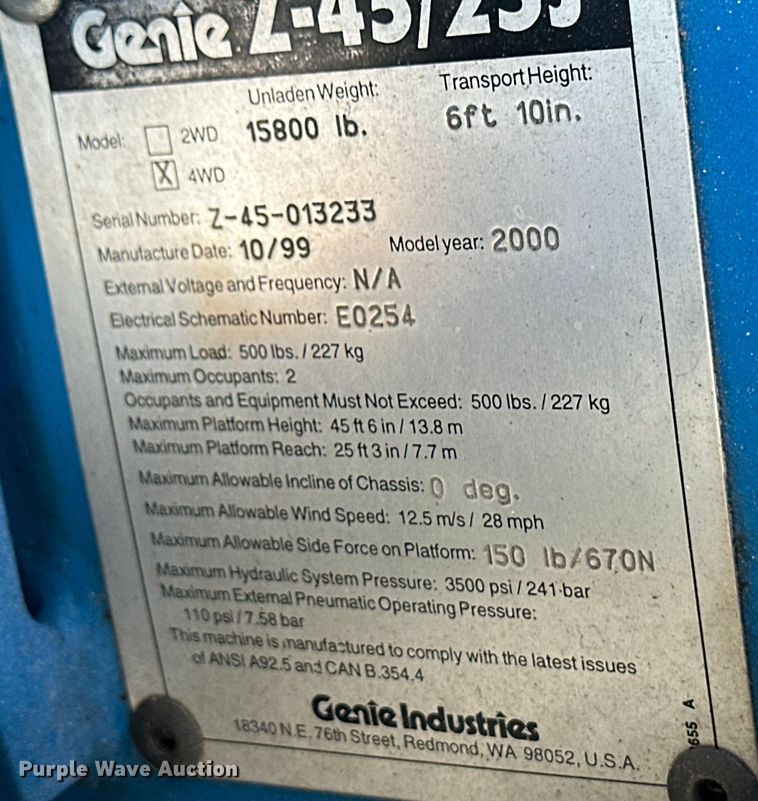 Genie Z-45/25J
Unladen Weight: Transport Height:
Model: 2WD 15800 lb. 6ft 10in.
X 4WD
Serial Number: Z-45-013233
Manufacture Date: 10/99 Model year: 2000
External Voltage and Frequency: N/A
Electrical Schematic Number: E0254
Maximum Load: 500 lbs. / 227 kg
Maximum Occupants: 2
Occupants and Equipment Must Not Exceed: 500 lbs. / 227 kg
Maximum Platform Height: 45 ft 6 in / 13.8 m
Maximum Platform Reach: 25 ft 3 in / 7.7 m
Maximum Allowable Incline of Chassis: 0 deg.
Maximum Allowable Wind Speed: 12.5 m/s / 28 mph
Maximum Allowable Side Force on Platform: 150 lb/670N
Maximum Hydraulic System Pressure: 3500 psi / 241 bar
Maximum External Pneumatic Operating Pressure:
110 psi / 7.58 bar
This machine is manufactured to comply with the latest issues
of ANSI A92.5 and CAN B.354.4
Genie Industries
18340 N.E. 76th Street, Redmond, WA 98052, U.S.A.
655 A
Purple Wave Auction